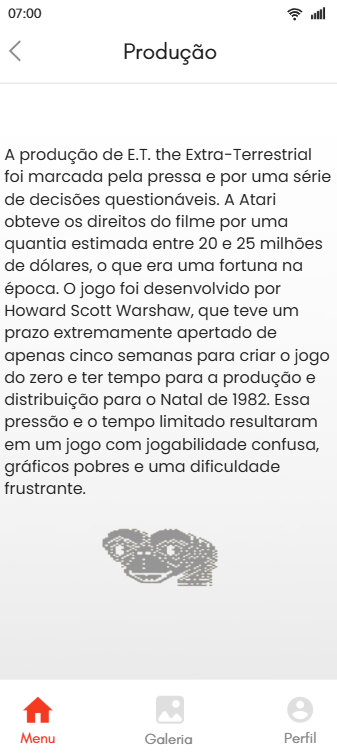 07:00
Produção
A produção de E.T. the Extra-Terrestrial
foi marcada pela pressa e por uma série
de decisões questionáveis. A Atari
obteve os direitos do filme por uma
quantia estimada entre 20 e 25 milhões
de dólares, o que era uma fortuna na
época. O jogo foi desenvolvido por
Howard Scott Warshaw, que teve um
prazo extremamente apertado de
apenas cinco semanas para criar o jogo
do zero e ter tempo para a produção e
distribuição para o Natal de 1982. Essa
pressão e o tempo limitado resultaram
em um jogo com jogabilidade confusa,
gráficos pobres e uma dificuldade
frustrante.
Menu
Galeria
Perfil